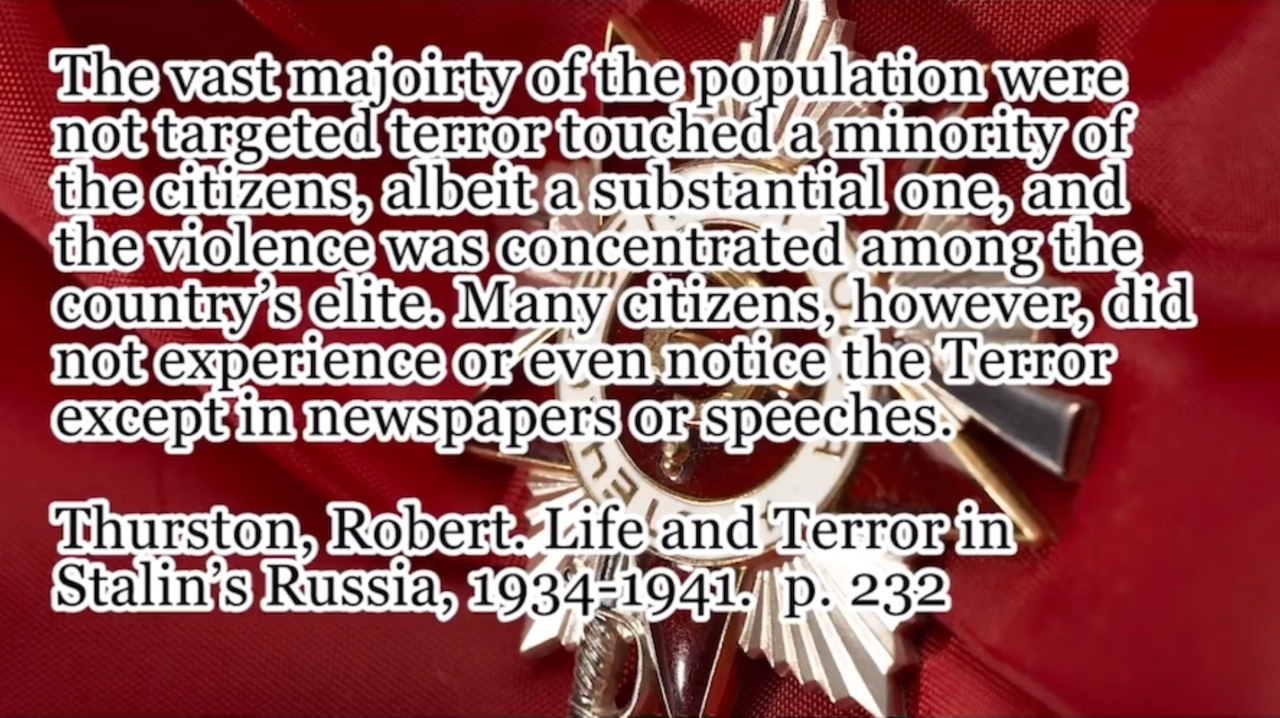 The vast majoirty of the population were
not targeted terror touched a minority of
the citizens, albeit a substantial one, and
the violence was concentrated among the
country's elite. Many citizens, however, did
not experience or even notice the Terror
except in newspapers or speeches.
Thurston, Robert. Life and Terror in
Stalin's Russia, 1934-1941. p. 232